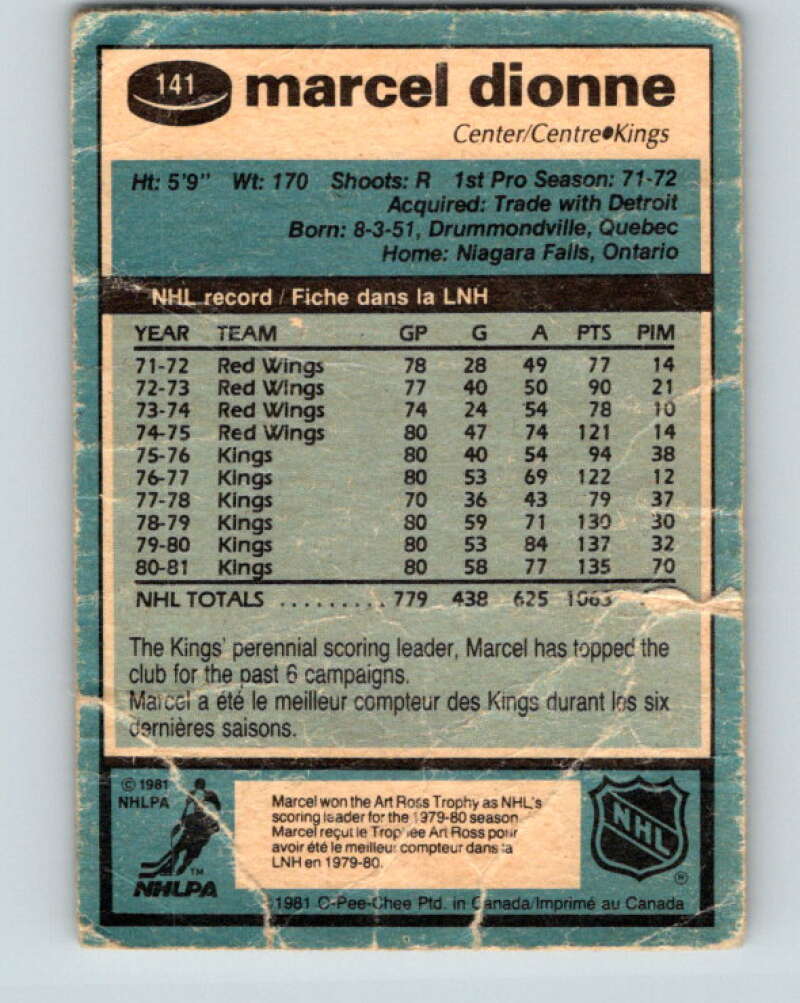 141 marcel dionne
Center/Centre•Kings
Ht: 5'9" Wt: 170 Shoots: R 1st Pro Season: 71-72
Acquired: Trade with Detroit
Born: 8-3-51, Drummondville, Quebec
Home: Niagara Falls, Ontario
NHL record / Fiche dans la LNH
YEAR TEAM GP G A PTS PIM
71-72 Red Wings 78 28 49 77 14
72-73 Red Wings 77 40 50 90 21
73-74 Red Wings 74 24 54 78 10
74-75 Red Wings 80 47 74 121 14
75-76 Kings 80 40 54 94 38
76-77 Kings 80 53 69 122 12
77-78 Kings 70 36 43 79 37
78-79 Kings 80 59 71 130 30
79-80 Kings 80 53 84 137 32
80-81 Kings 80 58 77 135 70
NHL TOTALS .......... 779 438 625 1063
The Kings' perennial scoring leader, Marcel has topped the
club for the past 6 campaigns.
Marcel a été le meilleur compteur des Kings durant les six
dernières saisons.
© 1981
NHLPA
TM
NHLPA
Marcel won the Art Ross Trophy as NHL's
scoring leader for the 1979-80 season.
Marcel reçut le Trophée Art Ross pour
avoir été le meilleur compteur dans la
LNH en 1979-80.
NHL
®
1981 O-Pee-Chee Ptd. in Canada/Imprimé au Canada